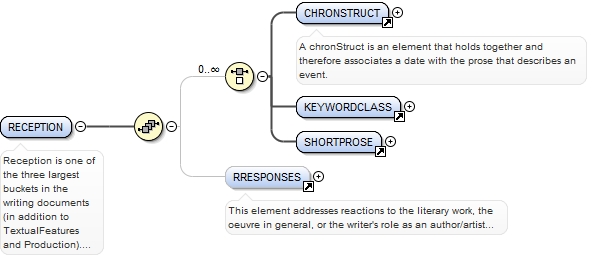 CHRONSTRUCT
A chronStruct is an element that holds together and
therefore associates a date with the prose that describes an
event.
0..∞
KEYWORDCLASS
RECEPTION
SHORTPROSE
Reception is one of
the three largest
buckets in the
writing documents
(in addition to
TextualFeatures
and Production)....
RRESPONSES
This element addresses reactions to the literary work, the
oeuvre in general, or the writer's role as an author/artist...